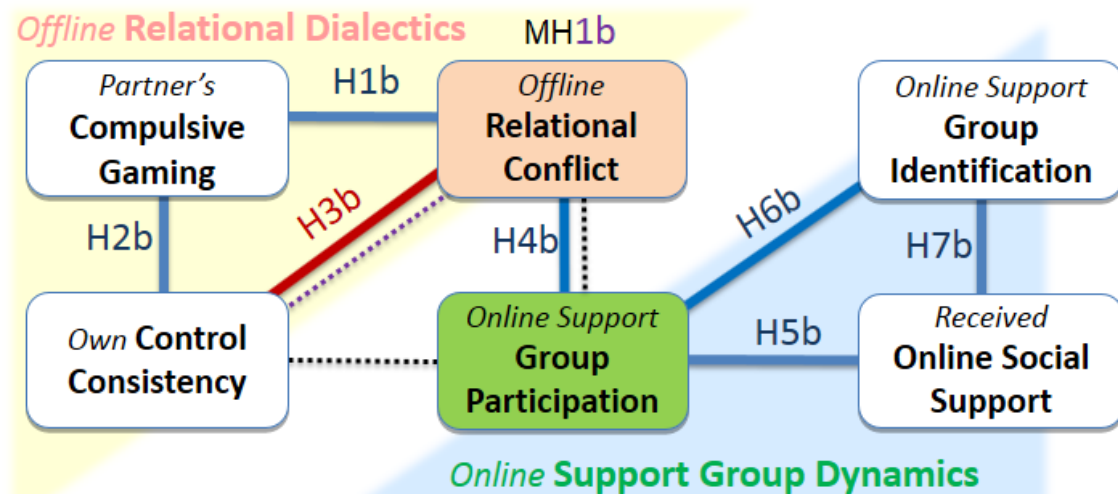 Offline Relational Dialectics
MH1b
Partner's
Compulsive
Gaming
H1b
Offline
Relational
Conflict
Online Support
Group
Identification
H2b
H3b
H4b
H6b
H7b
Own Control
Consistency
Online Support
Group
Participation
H5b
Received
Online Social
Support
Online Support Group Dynamics